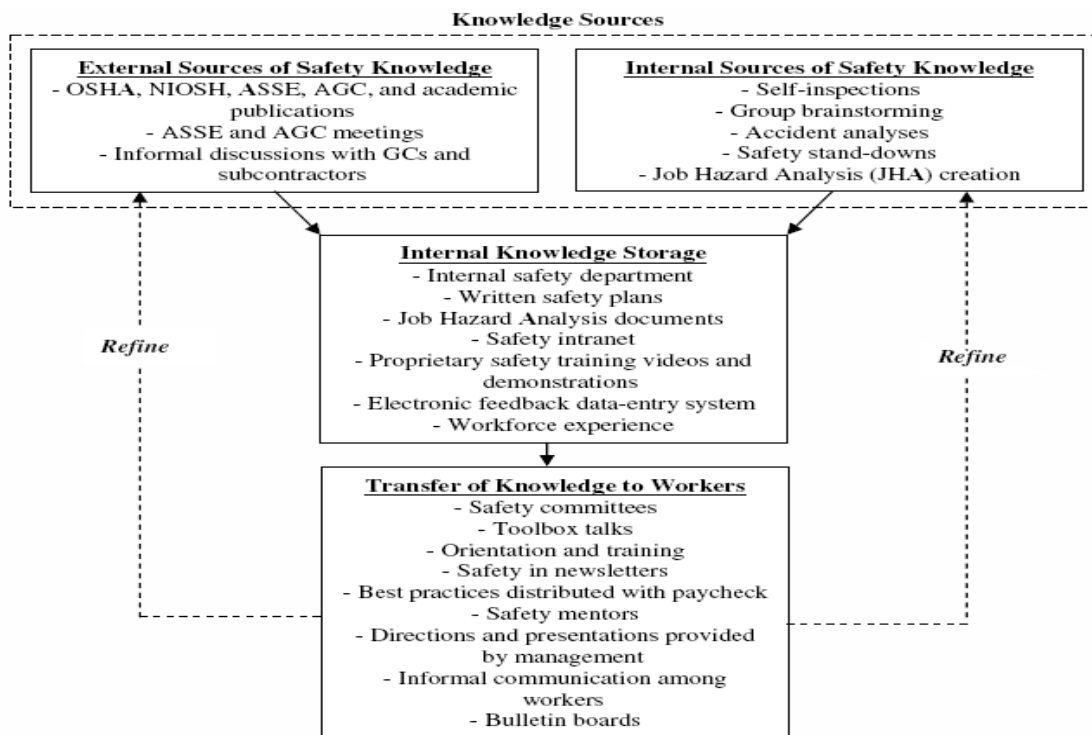 Knowledge Sources
External Sources of Safety Knowledge
- OSHA, NIOSH, ASSE, AGC, and academic
publications
- ASSE and AGC meetings
- Informal discussions with GCs and
subcontractors
Internal Sources of Safety Knowledge
- Self-inspections
- Group brainstorming
- Accident analyses
- Safety stand-downs
- Job Hazard Analysis (JHA) creation
Internal Knowledge Storage
- Internal safety department
- Written safety plans
- Job Hazard Analysis documents
- Safety intranet
- Proprietary safety training videos and
demonstrations
- Electronic feedback data-entry system
- Workforce experience
Refine
Refine
Transfer of Knowledge to Workers
- Safety committees
- Toolbox talks
- Orientation and training
- Safety in newsletters
- Best practices distributed with paycheck
- Safety mentors
- Directions and presentations provided
by management
- Informal communication among
workers
- Bulletin boards